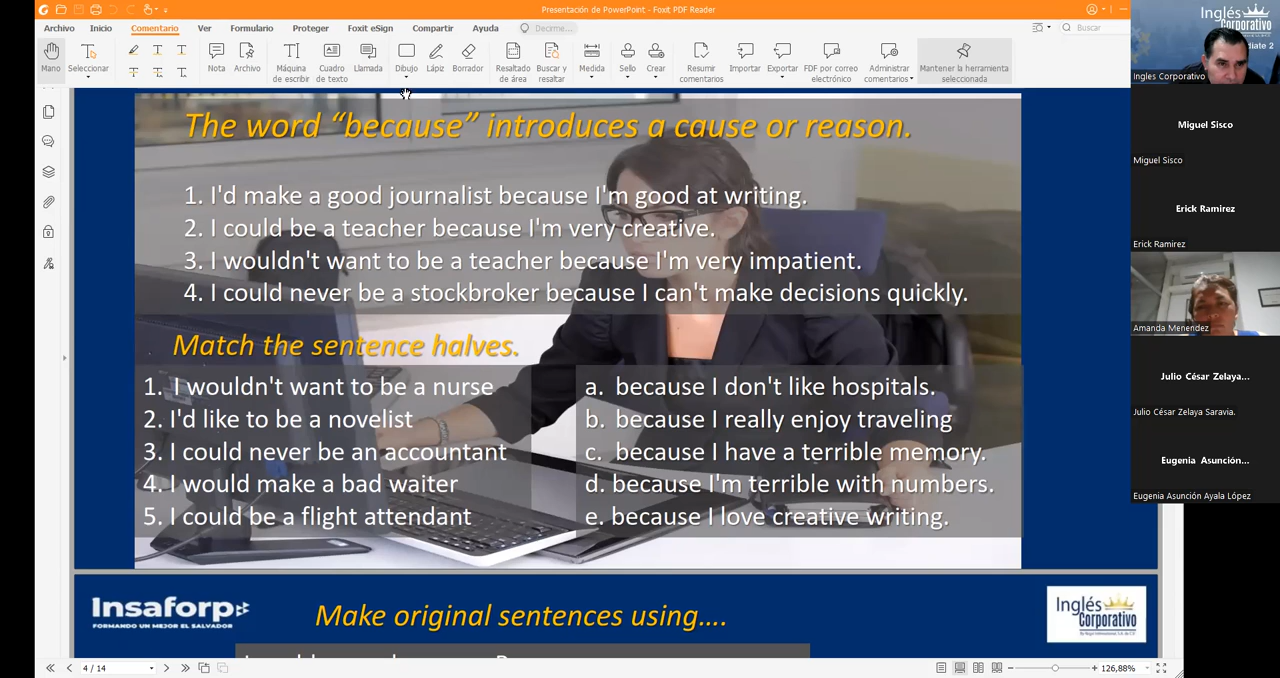 Presentación de PowerPoint - Foxit PDF Reader
Archivo Inicio Comentario Ver Formulario Proteger Foxit eSign Compartir Ayuda Decirme... Buscar
Mano Seleccionar Nota Archivo Máquina de escribir Cuadro de texto Llamada Dibujo Lápiz Borrador Resaltado de área Buscar y resaltar Medida Sello Crear Resumir comentarios Importar Exportar PDF por correo electrónico Administrar comentarios Mantener la herramienta seleccionada
The word “because” introduces a cause or reason.
1. I'd make a good journalist because I'm good at writing.
2. I could be a teacher because I'm very creative.
3. I wouldn't want to be a teacher because I'm very impatient.
4. I could never be a stockbroker because I can't make decisions quickly.
Match the sentence halves.
1. I wouldn't want to be a nurse
2. I'd like to be a novelist
3. I could never be an accountant
4. I would make a bad waiter
5. I could be a flight attendant
a. because I don't like hospitals.
b. because I really enjoy traveling
c. because I have a terrible memory.
d. because I'm terrible with numbers.
e. because I love creative writing.
Insaforp
FORMANDO UN MEJOR EL SALVADOR
Make original sentences using....
Inglés
Corporativo
4 / 14
126,88%
Inglés
diate 2
Ingles Corporativo
Miguel Sisco
Miguel Sisco
Erick Ramirez
Erick Ramirez
Amanda Menendez
Julio César Zelaya...
Julio César Zelaya Saravia.
Eugenia Asunción...
Eugenia Asunción Ayala López